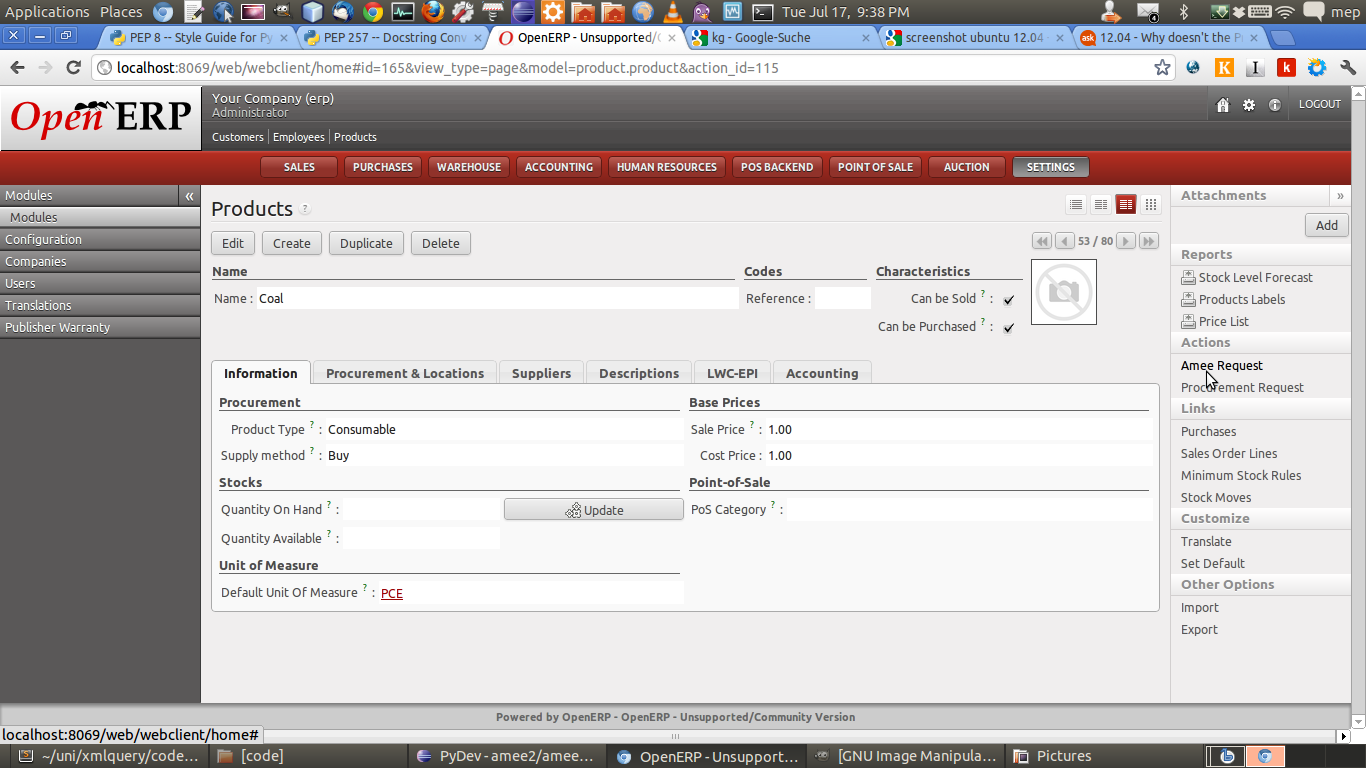 Applications Places Tue Jul 17, 9:38 PM mep
PEP 8 -- Style Guide for Py PEP 257 -- Docstring Conv OpenERP - Unsupported/C kg - Google-Suche screenshot ubuntu 12.04 12.04 - Why doesn't the P
localhost:8069/web/webclient/home#id=165&view_type=page&model=product.product&action_id=115
Open ERP
Your Company (erp)
Administrator
LOGOUT
Customers Employees Products
SALES PURCHASES WAREHOUSE ACCOUNTING HUMAN RESOURCES POS BACKEND POINT OF SALE AUCTION SETTINGS
Modules «
Modules
Configuration
Companies
Users
Translations
Publisher Warranty
Products ?
Edit Create Duplicate Delete
53 / 80
Name Codes Characteristics
Name : Coal Reference : Can be Sold ? :
Can be Purchased ? :
Information Procurement & Locations Suppliers Descriptions LWC-EPI Accounting
Procurement Base Prices
Product Type ? : Consumable Sale Price ? : 1.00
Supply method ? : Buy Cost Price : 1.00
Stocks Point-of-Sale
Quantity On Hand ? : Update PoS Category ? :
Quantity Available ? :
Unit of Measure
Default Unit Of Measure ? : PCE
Attachments »
Add
Reports
Stock Level Forecast
Products Labels
Price List
Actions
Amee Request
Procurement Request
Links
Purchases
Sales Order Lines
Minimum Stock Rules
Stock Moves
Customize
Translate
Set Default
Other Options
Import
Export
Powered by OpenERP - OpenERP - Unsupported/Community Version
localhost:8069/web/webclient/home#
~/uni/xmlquery/code... [code] PyDev - amee2/amee... OpenERP - Unsupport... [GNU Image Manipula... Pictures